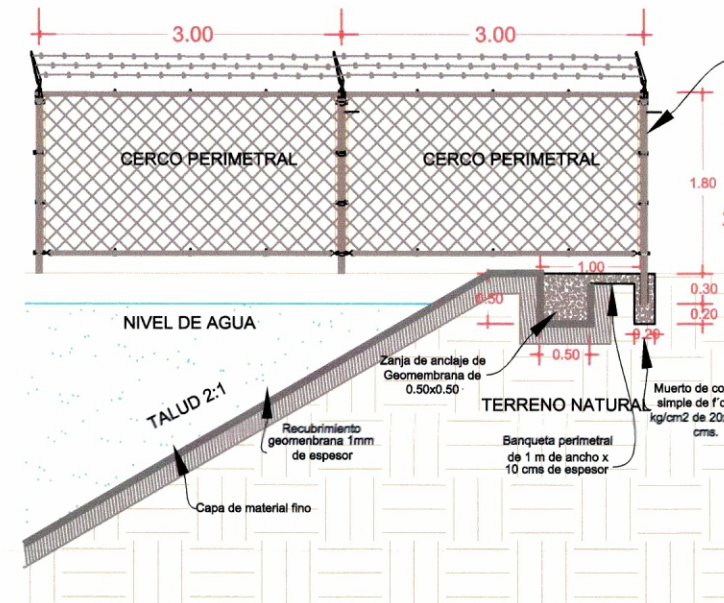 3.00
3.00
CERCO PERIMETRAL
CERCO PERIMETRAL
1.80
1.00
0.30
0.50
0.20
NIVEL DE AGUA
0.20
Zanja de anclaje de
Geomembrana de
0.50x0.50
0.50
TALUD 2:1
TERRENO NATURAL
Muerto de co
simple de f'c
kg/cm2 de 20x
cms.
Recubrimiento
geomenbrana 1mm
de espesor
Banqueta perimetral
de 1 m de ancho x
10 cms de espesor
Capa de material fino